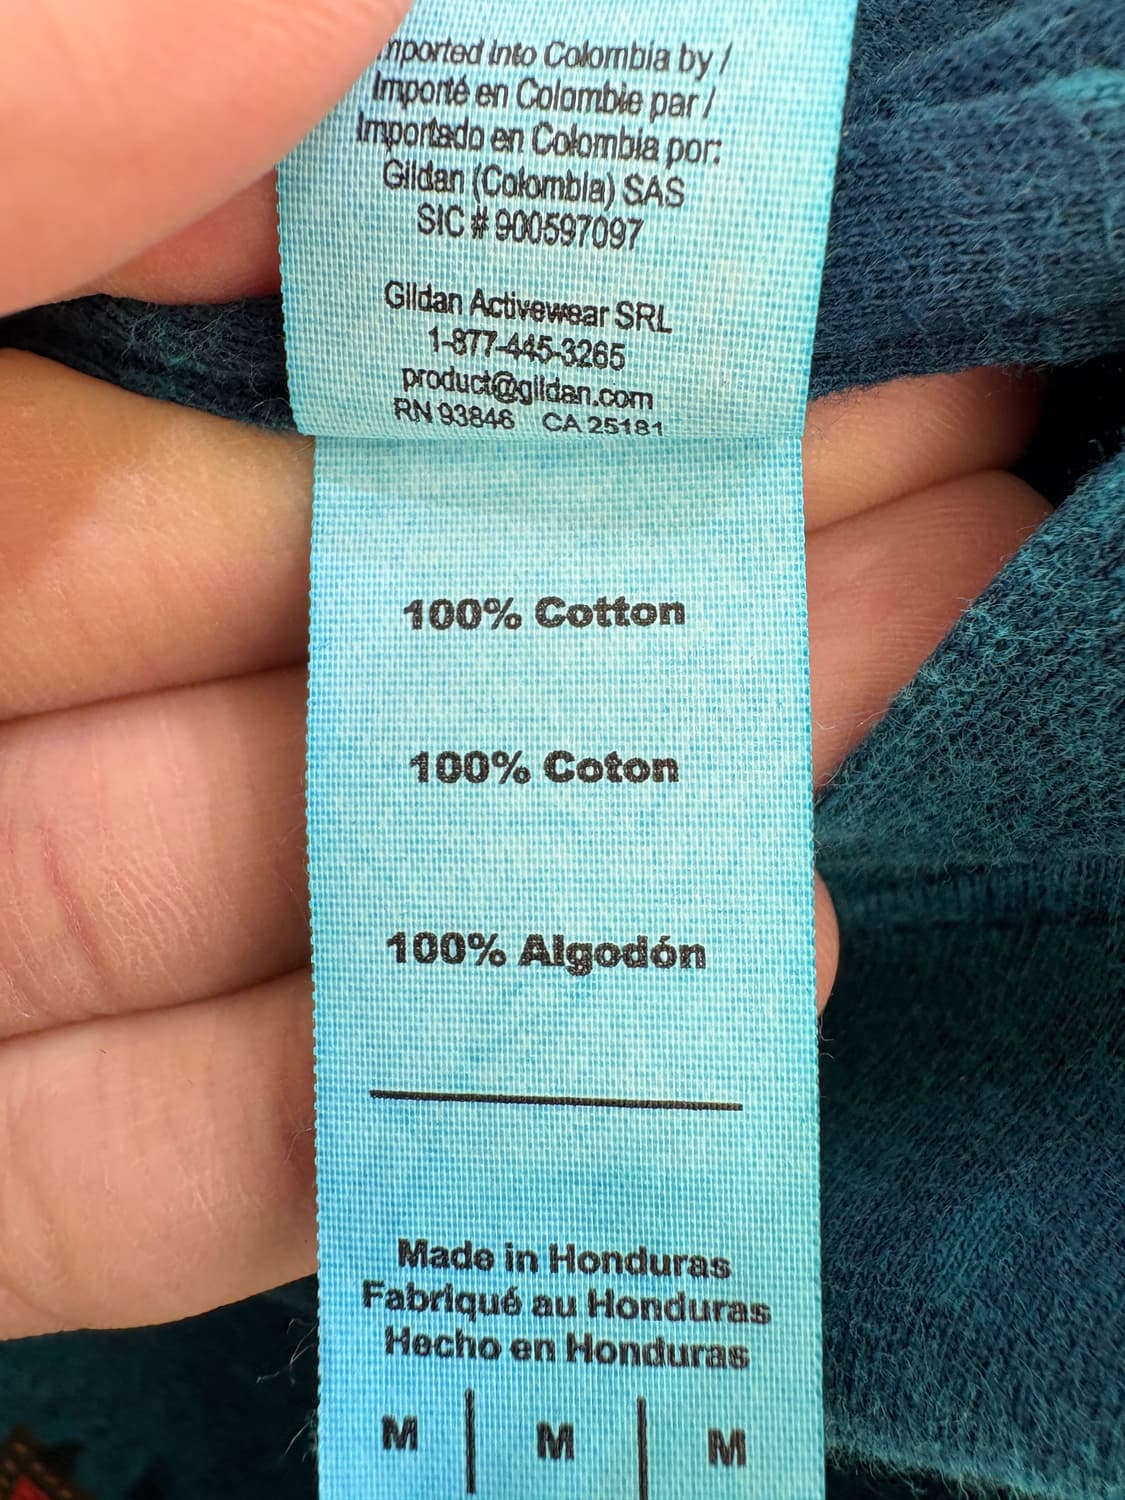 Imported into Colombia by /
Importé en Colombie par /
Importado en Colombia por:
Gildan (Colombia) SAS
SIC # 900597097
Gildan Activewear SRL
1-877-445-3265
product@gildan.com
RN 93846 CA 25181
100% Cotton
100% Coton
100% Algodón
Made in Honduras
Fabriqué au Honduras
Hecho en Honduras
M | M | M